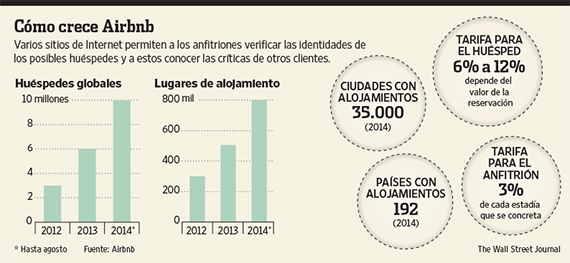 Cómo crece Airbnb
Varios sitios de Internet permiten a los anfitriones verificar las identidades de
los posibles huéspedes y a estos conocer las críticas de otros clientes.
Huéspedes globales
10 millones
8
6
4
2
0
2012 2013 2014*
Lugares de alojamiento
800 mil
600
400
200
0
2012 2013 2014*
* Hasta agosto Fuente: Airbnb
CIUDADES CON
ALOJAMIENTOS
35.000
(2014)
TARIFA PARA
EL HUÉSPED
6% a 12%
depende del
valor de la
reservación
PAÍSES CON
ALOJAMIENTOS
192
(2014)
TARIFA
PARA EL
ANFITRIÓN
3%
de cada estadía
que se concreta
The Wall Street Journal